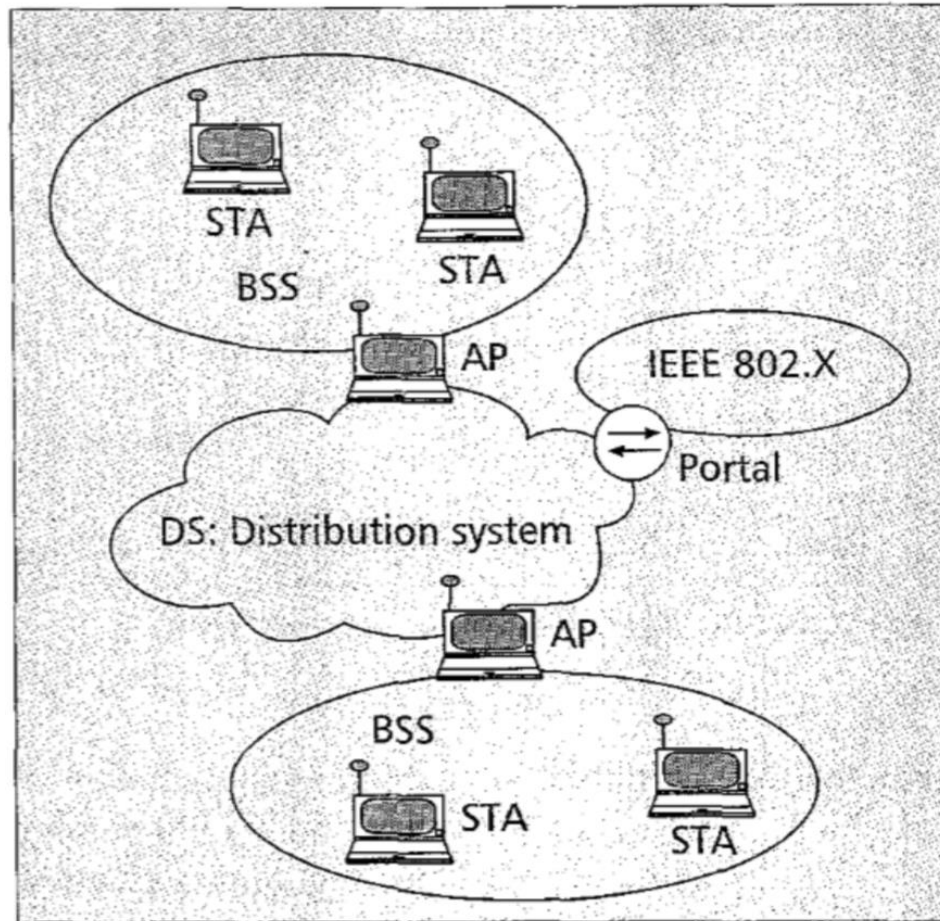 STA
STA
BSS
AP
IEEE 802.X
Portal
DS: Distribution system
AP
BSS
STA
STA